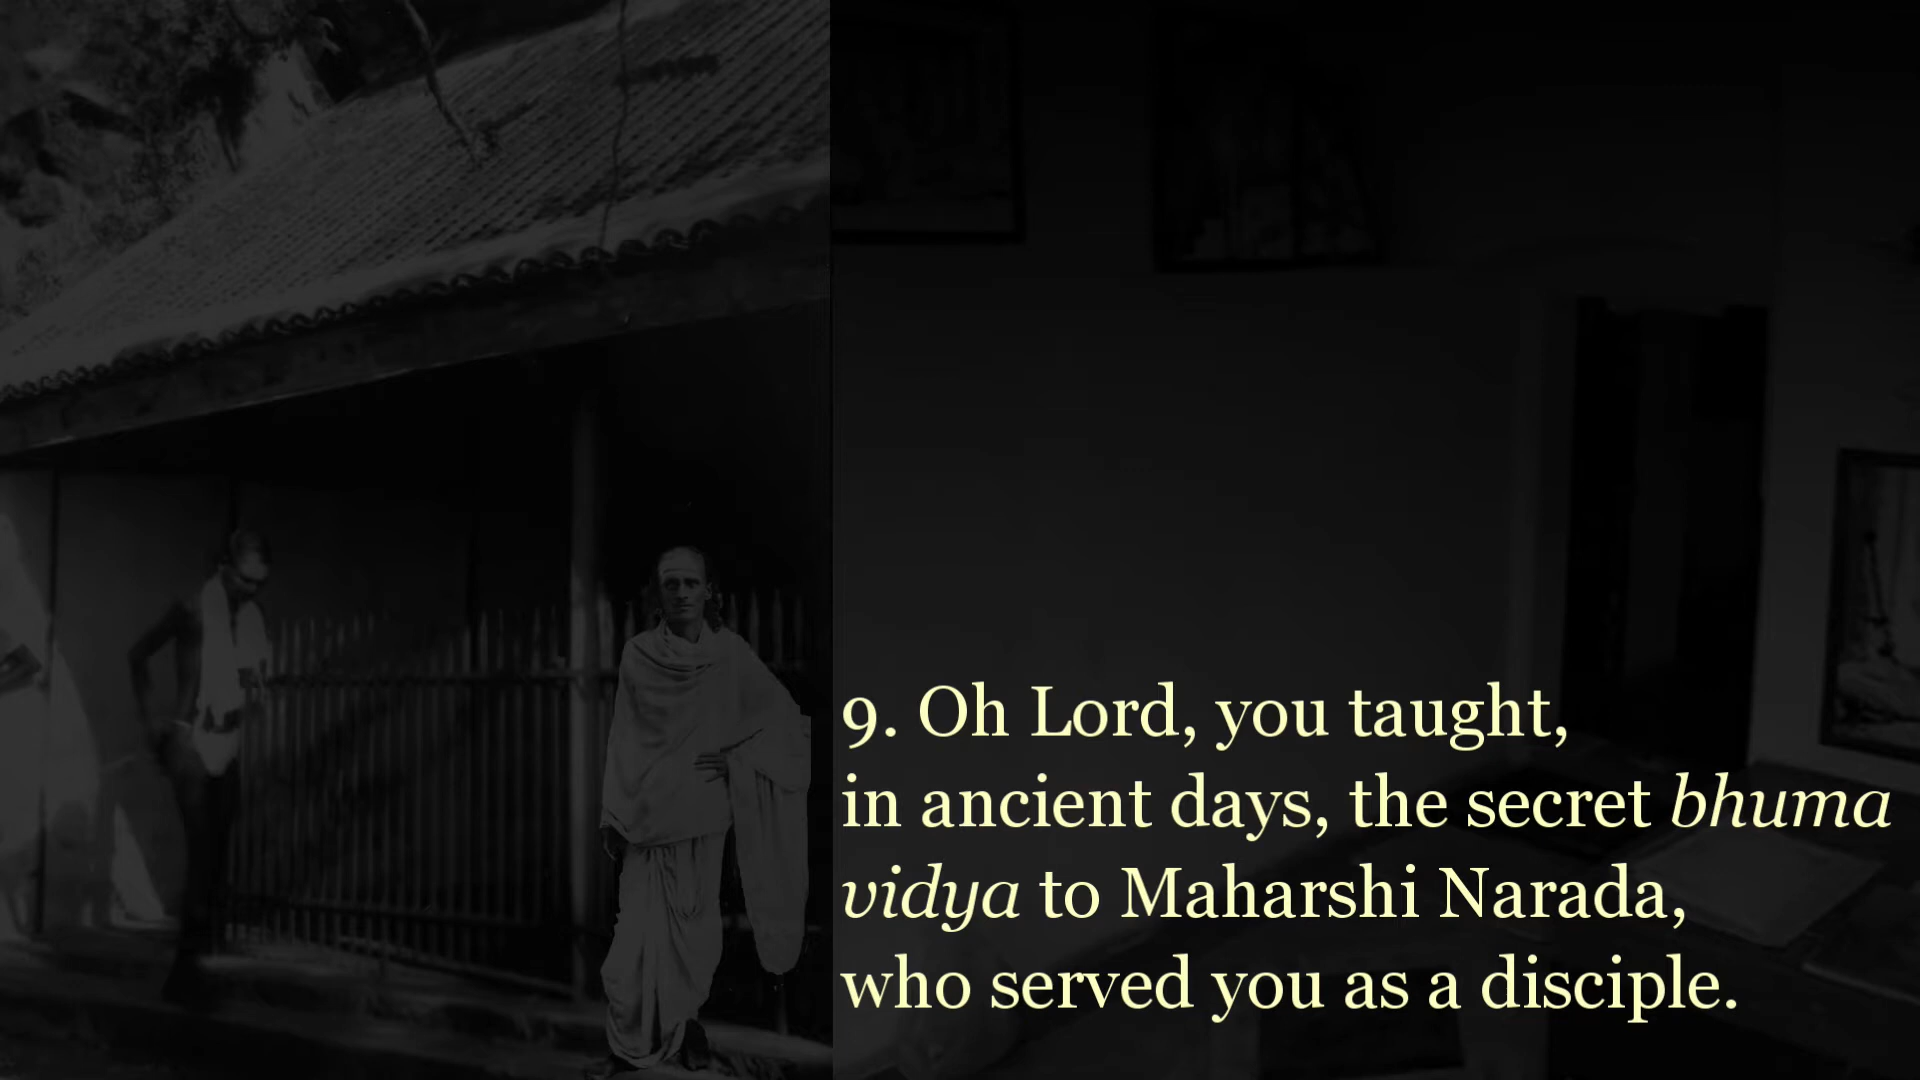 9. Oh Lord, you taught,
in ancient days, the secret bhuma
vidya to Maharshi Narada,
who served you as a disciple.